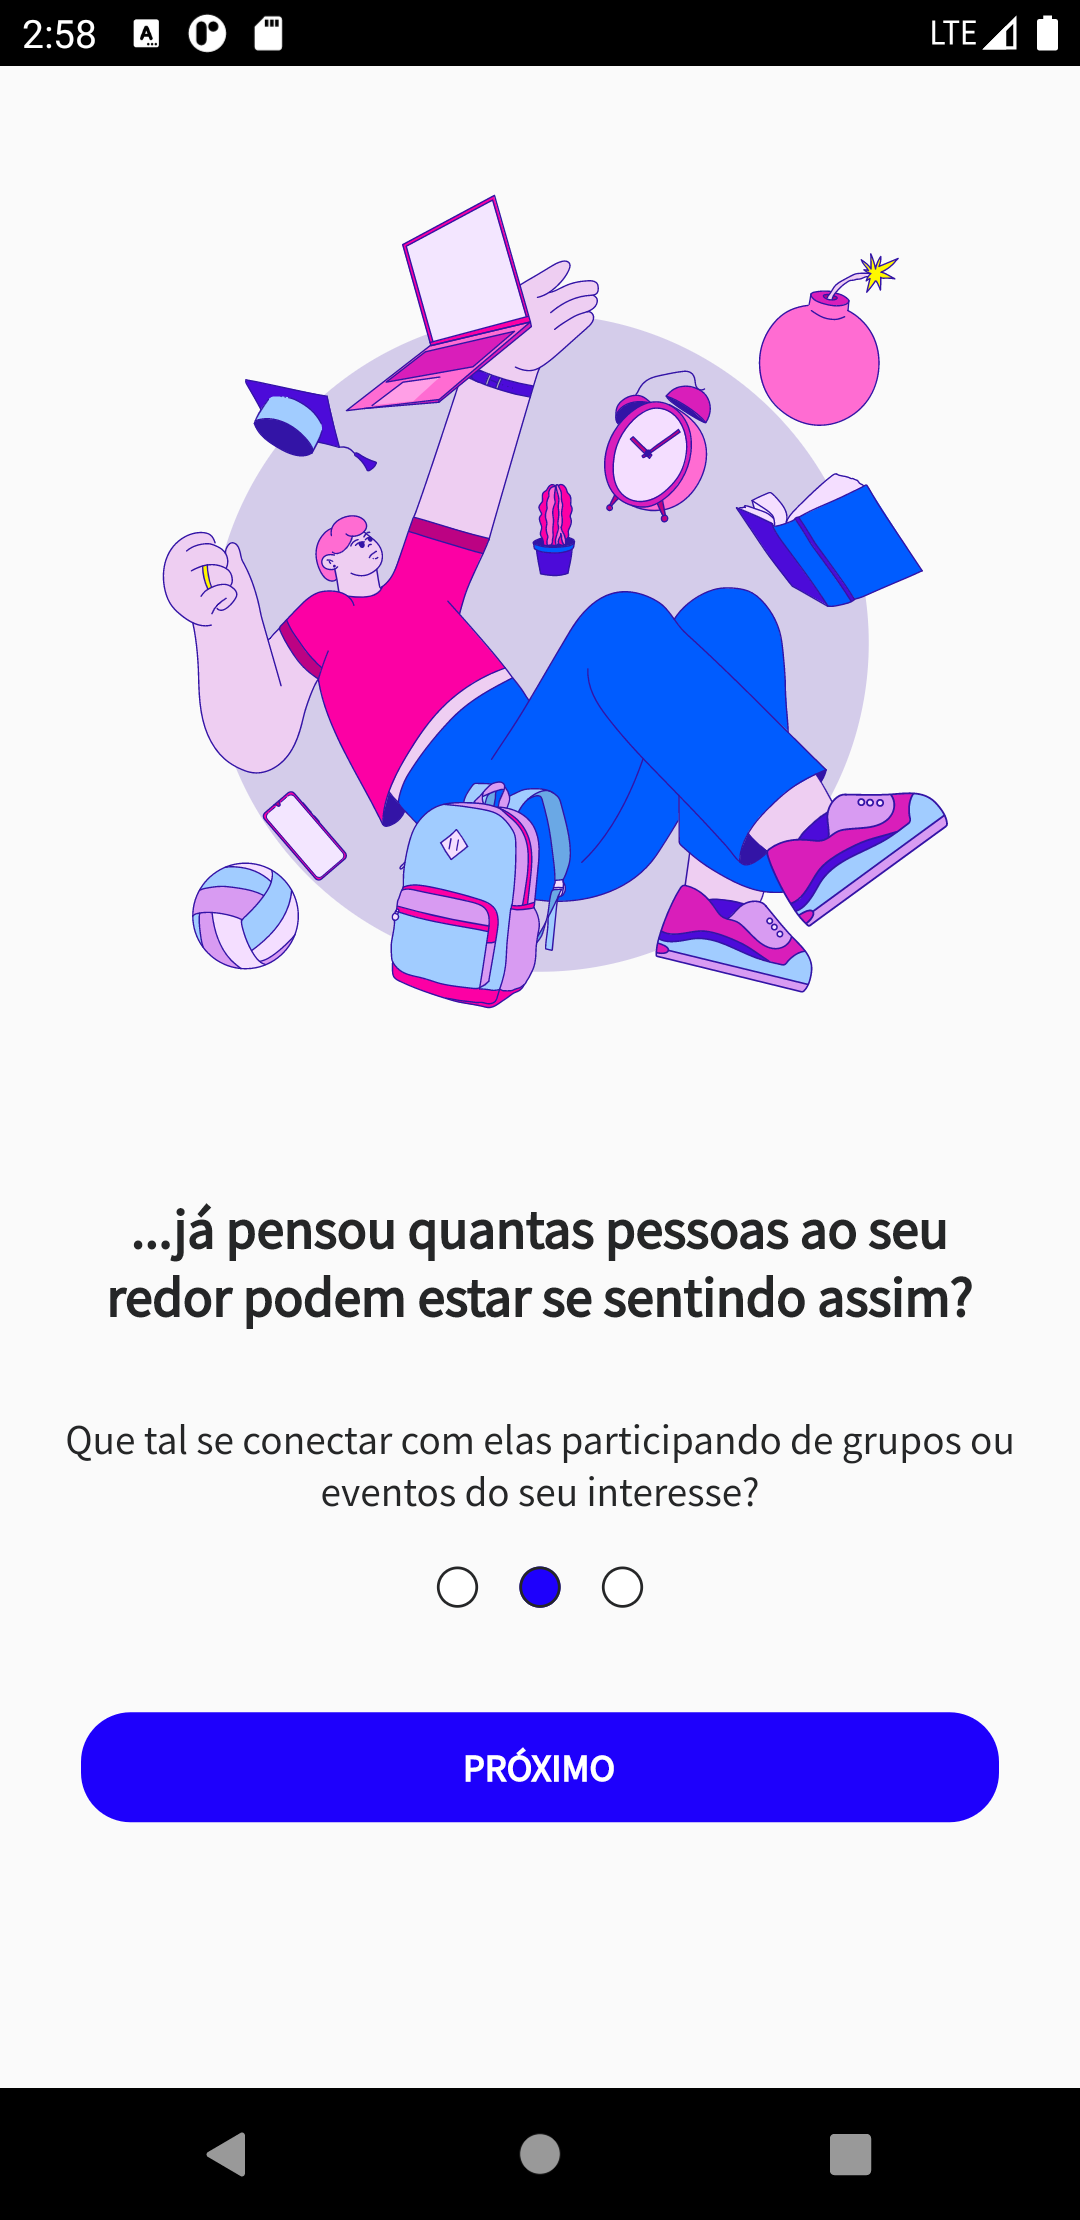 2:58
LTE
...já pensou quantas pessoas ao seu
redor podem estar se sentindo assim?
Que tal se conectar com elas participando de grupos ou
eventos do seu interesse?
PRÓXIMO